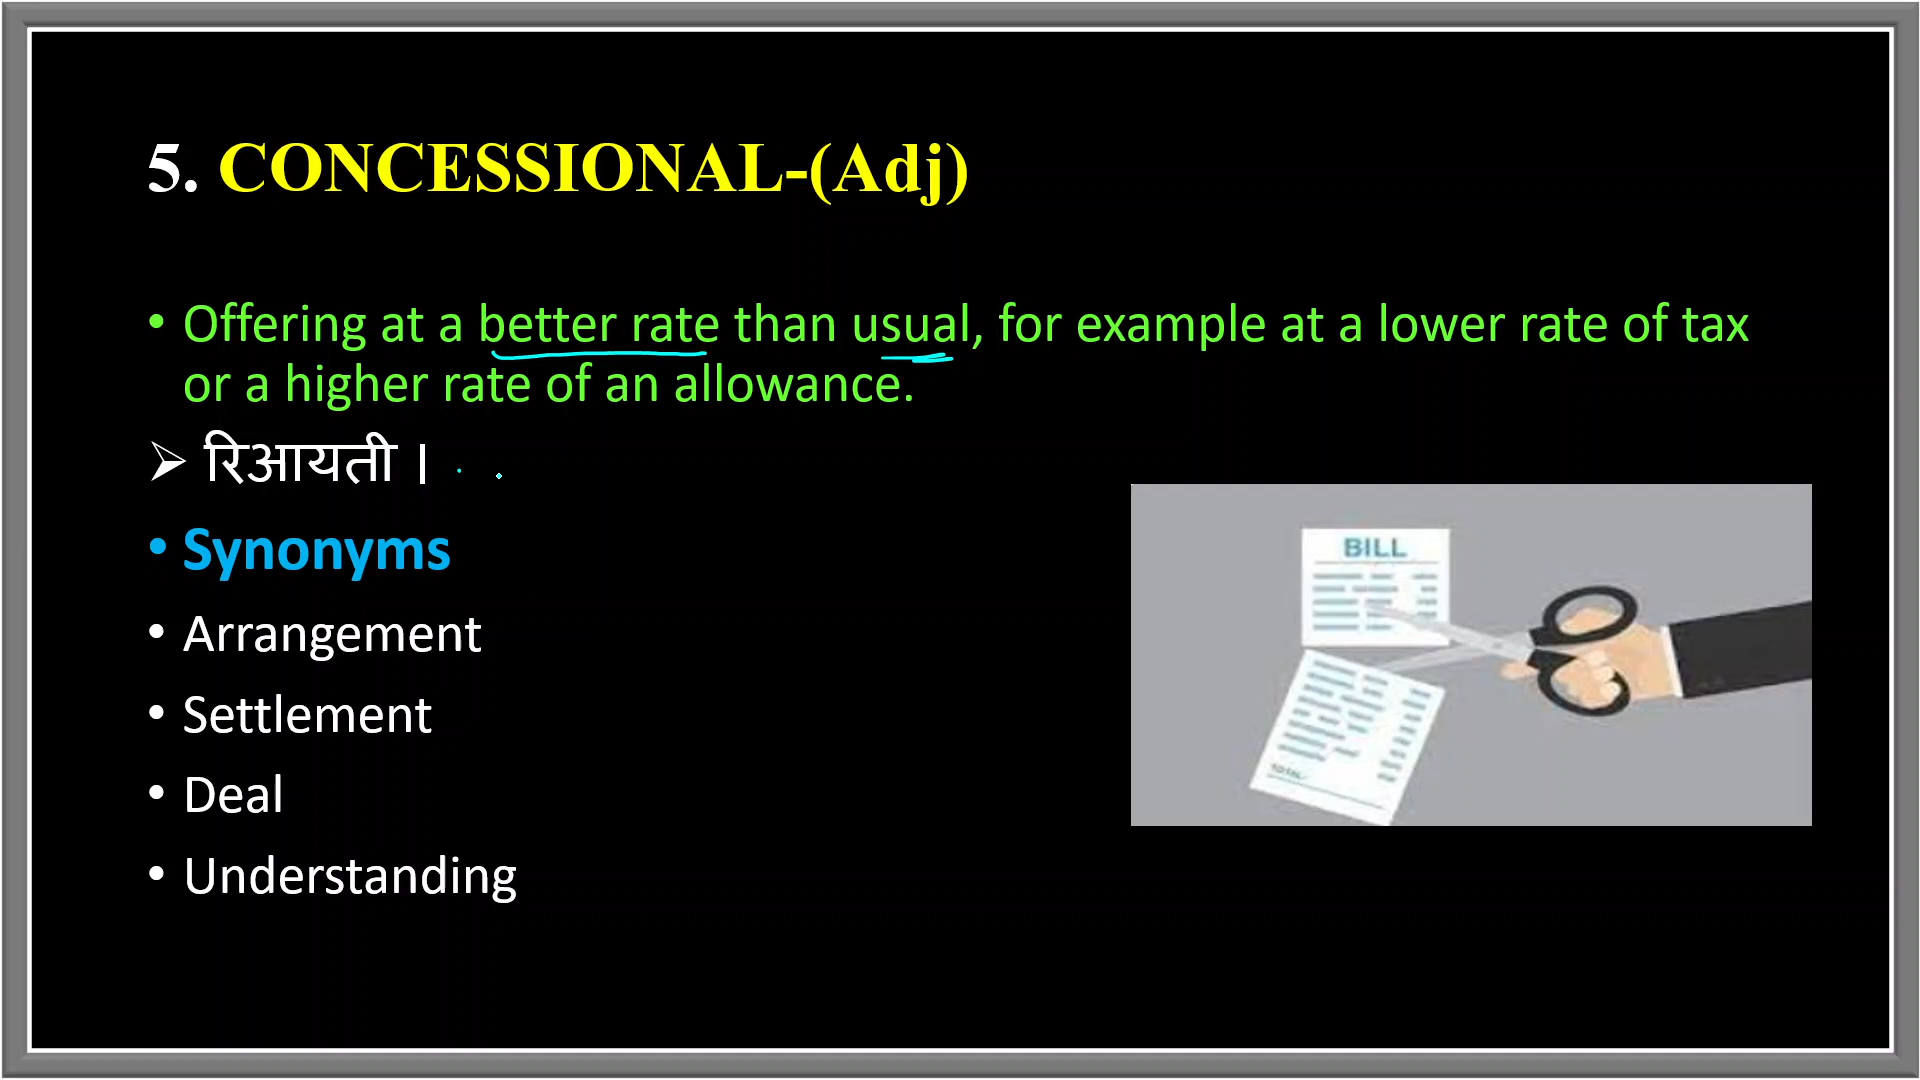 5. CONCESSIONAL-(Adj)
• Offering at a better rate than usual, for example at a lower rate of tax
or a higher rate of an allowance.
➢ रिआयती ।
• Synonyms
• Arrangement
• Settlement
• Deal
• Understanding
BILL
TOTAL: